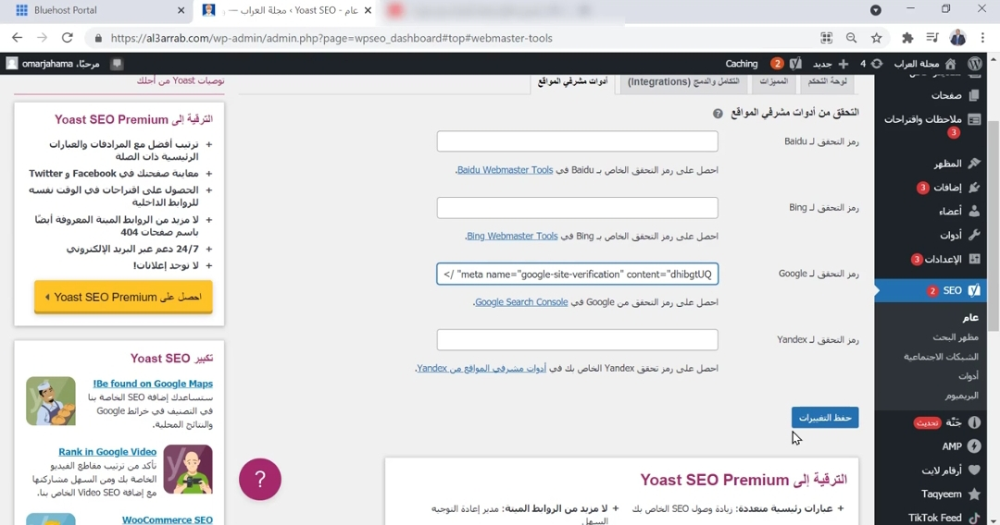 Bluehost Portal
عام - Yoast SEO ‹ مجلة العراب —
https://al3arrab.com/wp-admin/admin.php?page=wpseo_dashboard#top#webmaster-tools
مجلة العراب
4
جديد
2
Caching
مرحبًا، omarjahama
صفحات
ملاحظات واقتراحات
3
المظهر
إضافات 3
أعضاء
أدوات
الإعدادات 3
SEO 2
عام
مظهر البحث
الشبكات الاجتماعية
أدوات
البريميوم
خنّة تحديث
AMP
أرقام لايت
Taqyeem
TikTok Feed
لوحة التحكم
المميزات
التكامل والدمج (Integrations)
أدوات مشرفي المواقع
التحقق من أدوات مشرفي المواقع ?
رمز التحقق لـ Baidu
احصل على رمز التحقق الخاص بـ Baidu في Baidu Webmaster Tools.
رمز التحقق لـ Bing
احصل على رمز التحقق الخاص بـ Bing في Bing Webmaster Tools.
رمز التحقق لـ Google
</ "meta name="google-site-verification" content="dhibgtUQ
احصل على رمز التحقق من Google في Google Search Console.
رمز التحقق لـ Yandex
احصل على رمز تحقق Yandex الخاص بك في أدوات مشرفي المواقع من Yandex.
حفظ التغييرات
الترقية إلى Yoast SEO Premium
+ عبارات رئيسية متعددة: زيادة وصول SEO الخاص بك
+ لا مزيد من الروابط الميتة: مدير إعادة التوجيه
السهل
توصيات Yoast من أجلك
الترقية إلى Yoast SEO Premium
+ ترتيب أفضل مع المرادفات والعبارات
الرئيسية ذات الصلة
+ معاينة صفحتك في Facebook و Twitter
+ الحصول على اقتراحات في الوقت نفسه
للروابط الداخلية
+ لا مزيد من الروابط الميتة المعروفة أيضًا
باسم صفحات 404
+ 24/7 دعم عبر البريد الإلكتروني
+ لا توجد إعلانات!
احصل على Yoast SEO Premium
تكبير Yoast SEO
Be found on Google Maps!
ستساعدك إضافة SEO الخاصة بنا
في التصنيف في خرائط Google
والنتائج المحلية.
Rank in Google Video
تأكد من ترتيب مقاطع الفيديو
الخاصة بك ومن السهل مشاركتها
مع إضافة Video SEO الخاص بنا.
WooCommerce SEO
?